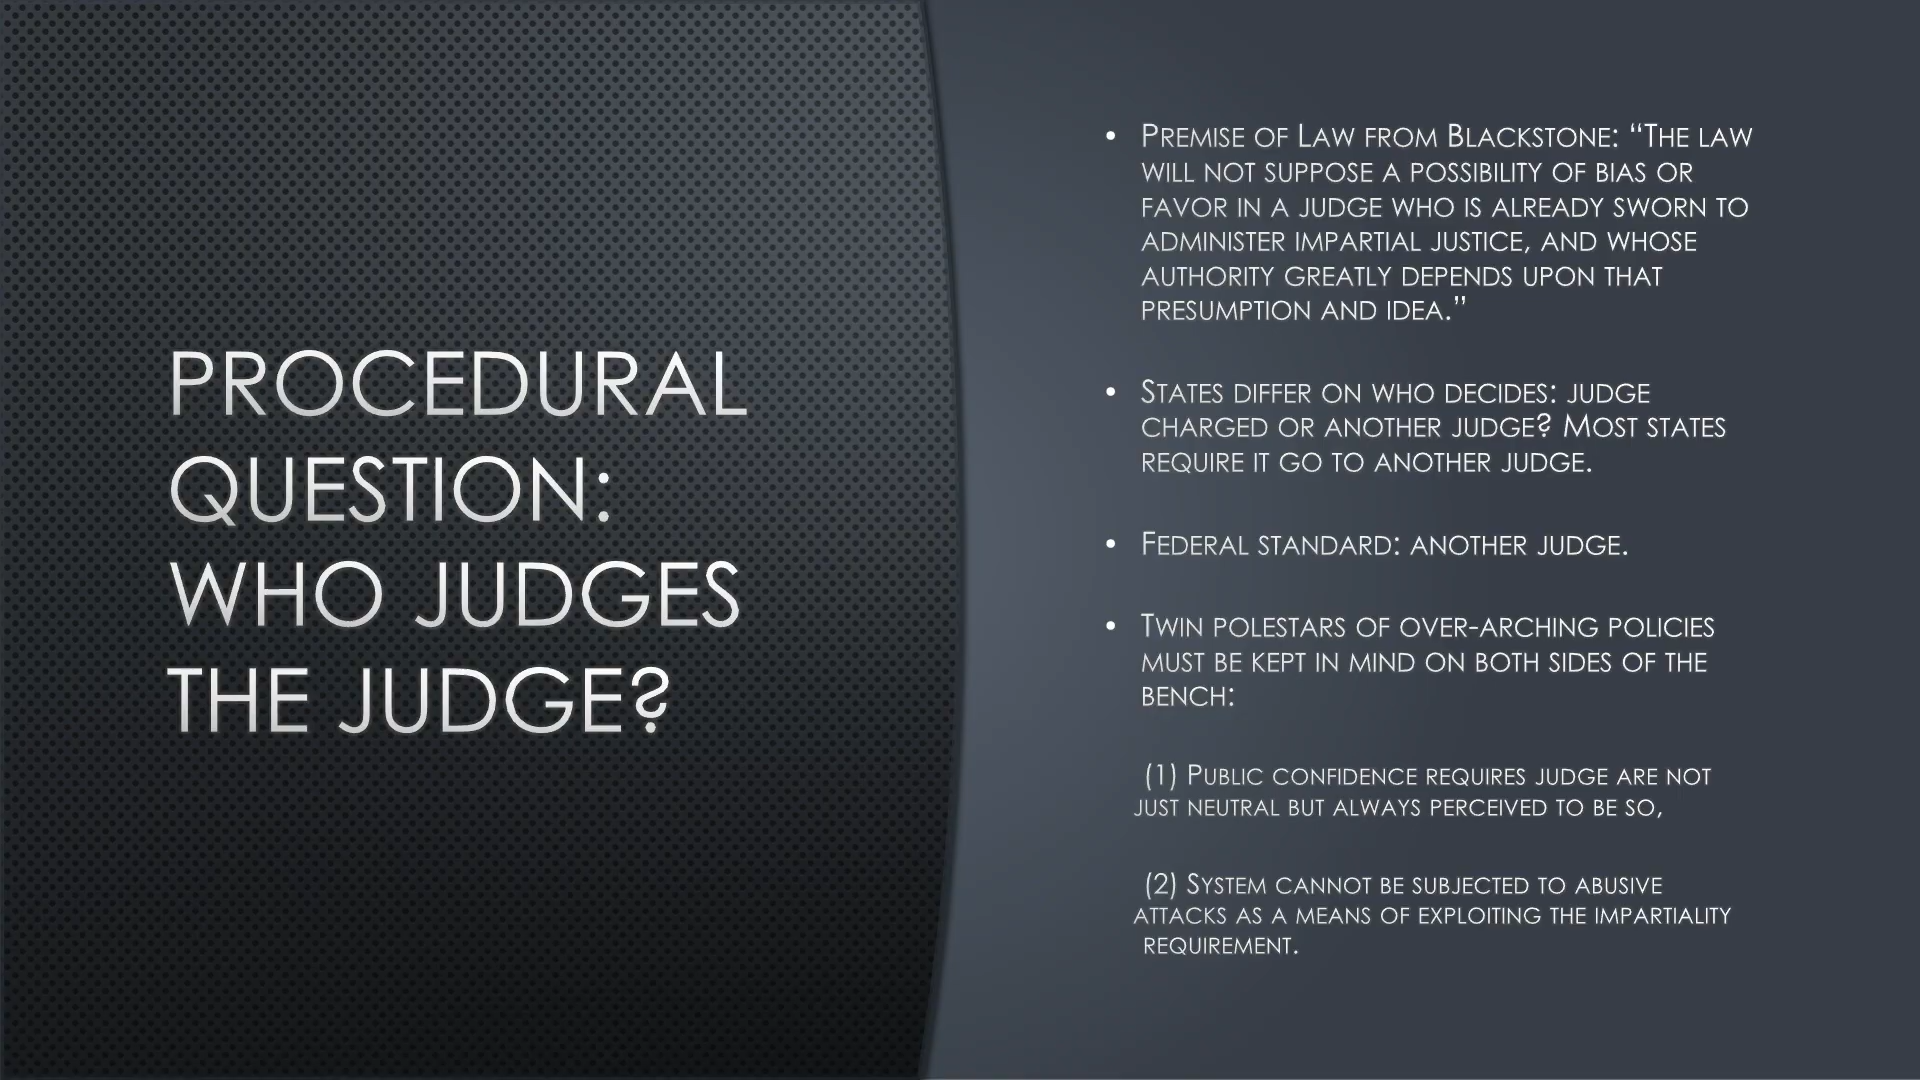 PROCEDURAL
QUESTION:
WHO JUDGES
THE JUDGE?
• PREMISE OF LAW FROM BLACKSTONE: “THE LAW
WILL NOT SUPPOSE A POSSIBILITY OF BIAS OR
FAVOR IN A JUDGE WHO IS ALREADY SWORN TO
ADMINISTER IMPARTIAL JUSTICE, AND WHOSE
AUTHORITY GREATLY DEPENDS UPON THAT
PRESUMPTION AND IDEA.”
• STATES DIFFER ON WHO DECIDES: JUDGE
CHARGED OR ANOTHER JUDGE? MOST STATES
REQUIRE IT GO TO ANOTHER JUDGE.
• FEDERAL STANDARD: ANOTHER JUDGE.
• TWIN POLESTARS OF OVER-ARCHING POLICIES
MUST BE KEPT IN MIND ON BOTH SIDES OF THE
BENCH:
(1) PUBLIC CONFIDENCE REQUIRES JUDGE ARE NOT
JUST NEUTRAL BUT ALWAYS PERCEIVED TO BE SO,
(2) SYSTEM CANNOT BE SUBJECTED TO ABUSIVE
ATTACKS AS A MEANS OF EXPLOITING THE IMPARTIALITY
REQUIREMENT.